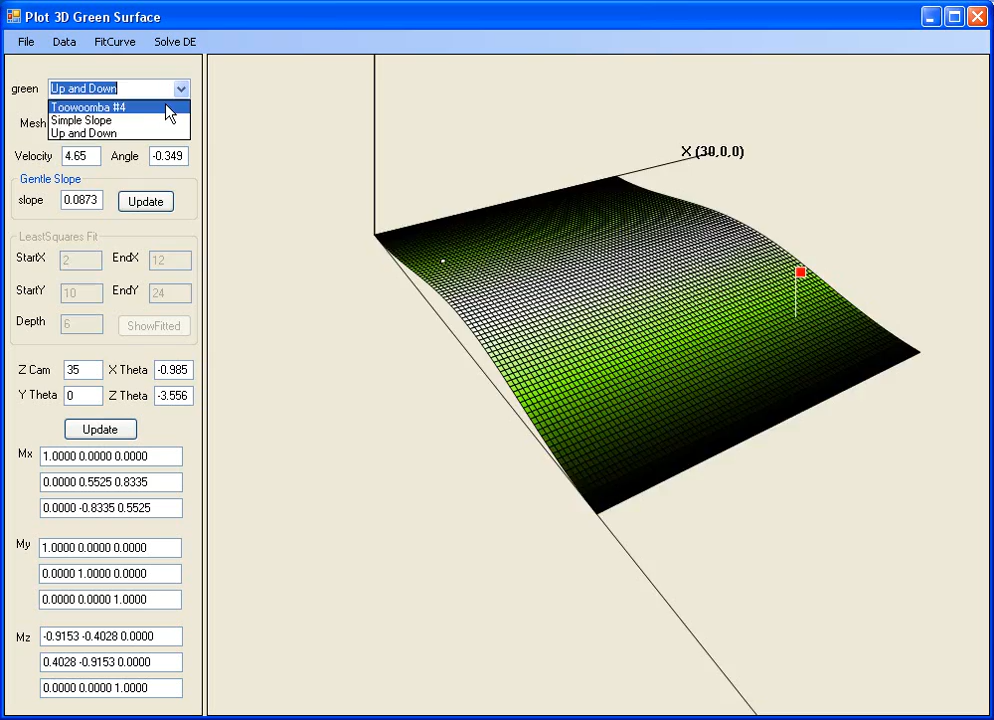 Plot 3D Green Surface
File Data FitCurve Solve DE
green Up and Down
Toowoomba #4
Simple Slope
Up and Down
Mesh
Velocity 4.65 Angle -0.349
Gentle Slope
slope 0.0873 Update
LeastSquares Fit
StartX 2 EndX 12
StartY 10 EndY 24
Depth 6 ShowFitted
Z Cam 35 X Theta -0.985
Y Theta 0 Z Theta -3.556
Update
Mx 1.0000 0.0000 0.0000
0.0000 0.5525 0.8335
0.0000 -0.8335 0.5525
My 1.0000 0.0000 0.0000
0.0000 1.0000 0.0000
0.0000 0.0000 1.0000
Mz -0.9153 -0.4028 0.0000
0.4028 -0.9153 0.0000
0.0000 0.0000 1.0000
X (30,0,0)